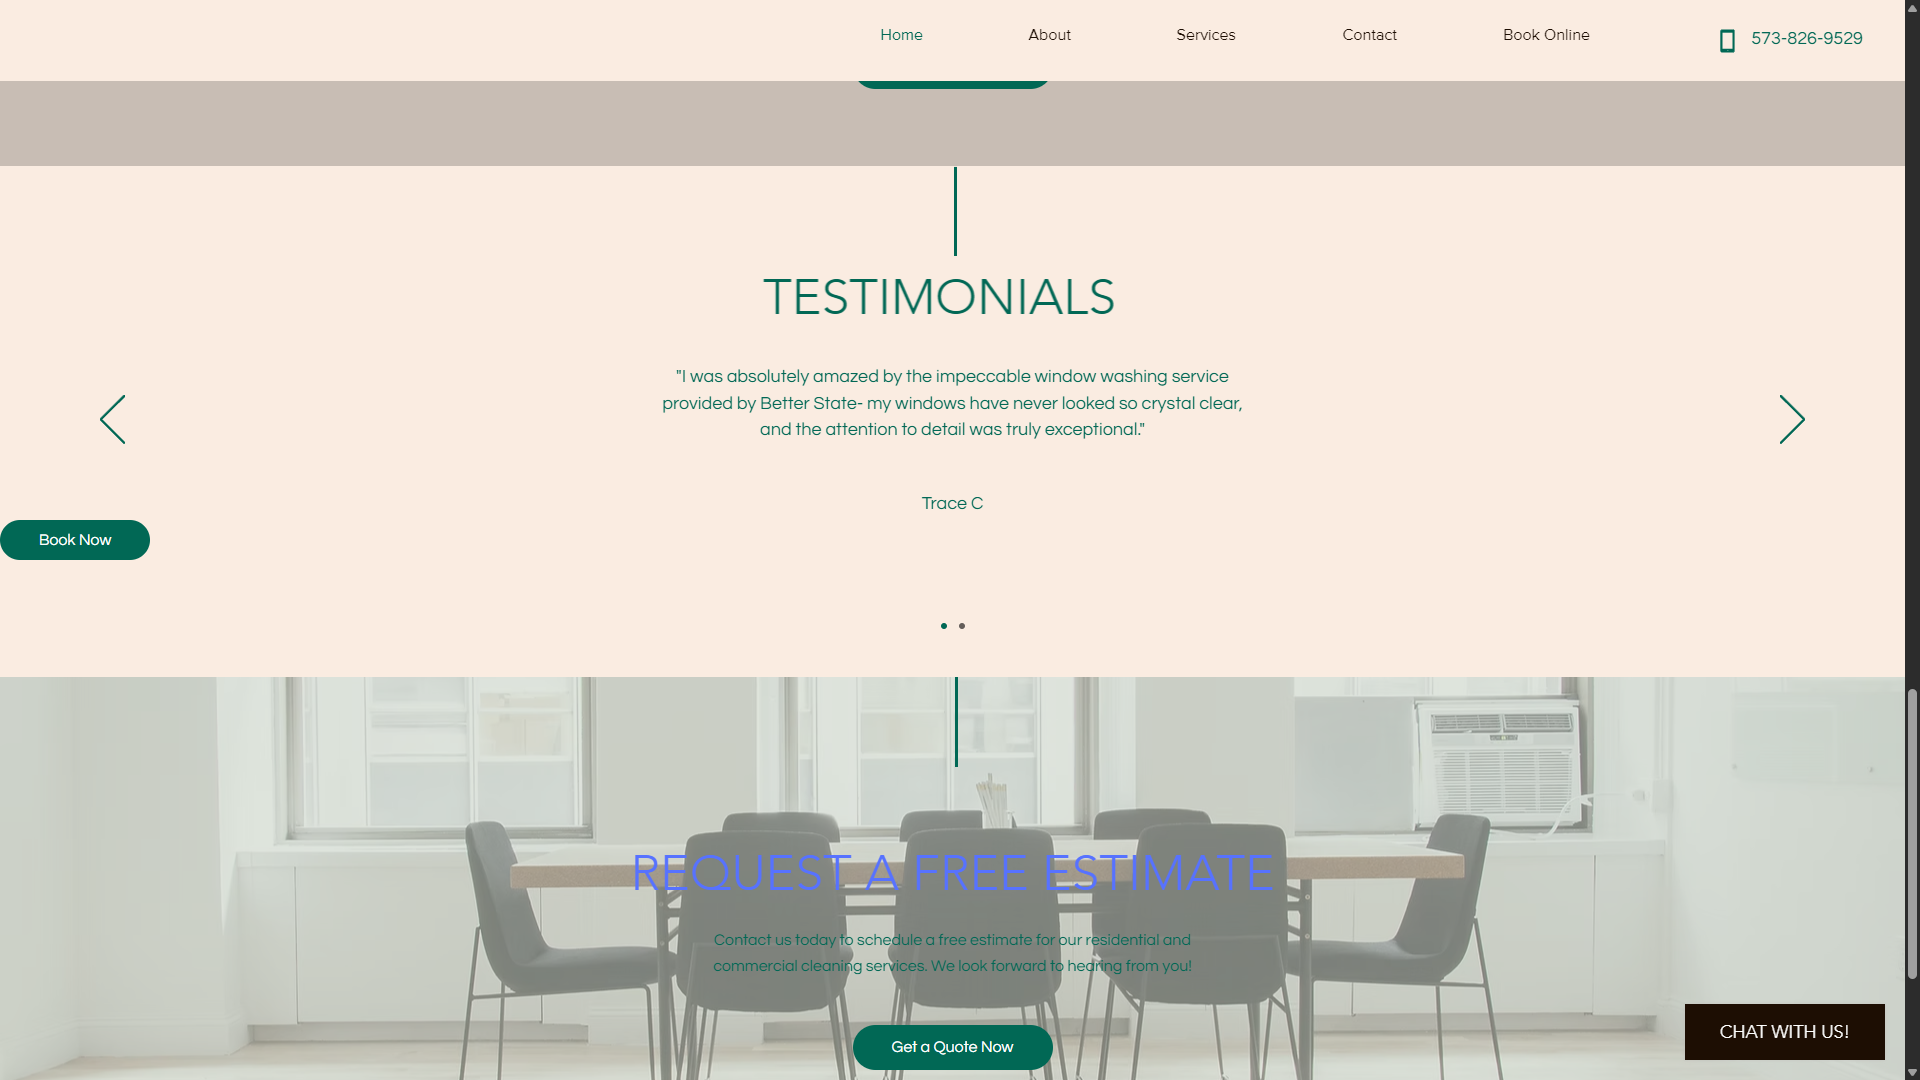 Home
About
Services
Contact
Book Online
573-826-9529
TESTIMONIALS
"I was absolutely amazed by the impeccable window washing service
provided by Better State- my windows have never looked so crystal clear,
and the attention to detail was truly exceptional."
Trace C
Book Now
REQUEST A FREE ESTIMATE
Contact us today to schedule a free estimate for our residential and
commercial cleaning services. We look forward to hearing from you!
Get a Quote Now
CHAT WITH US!